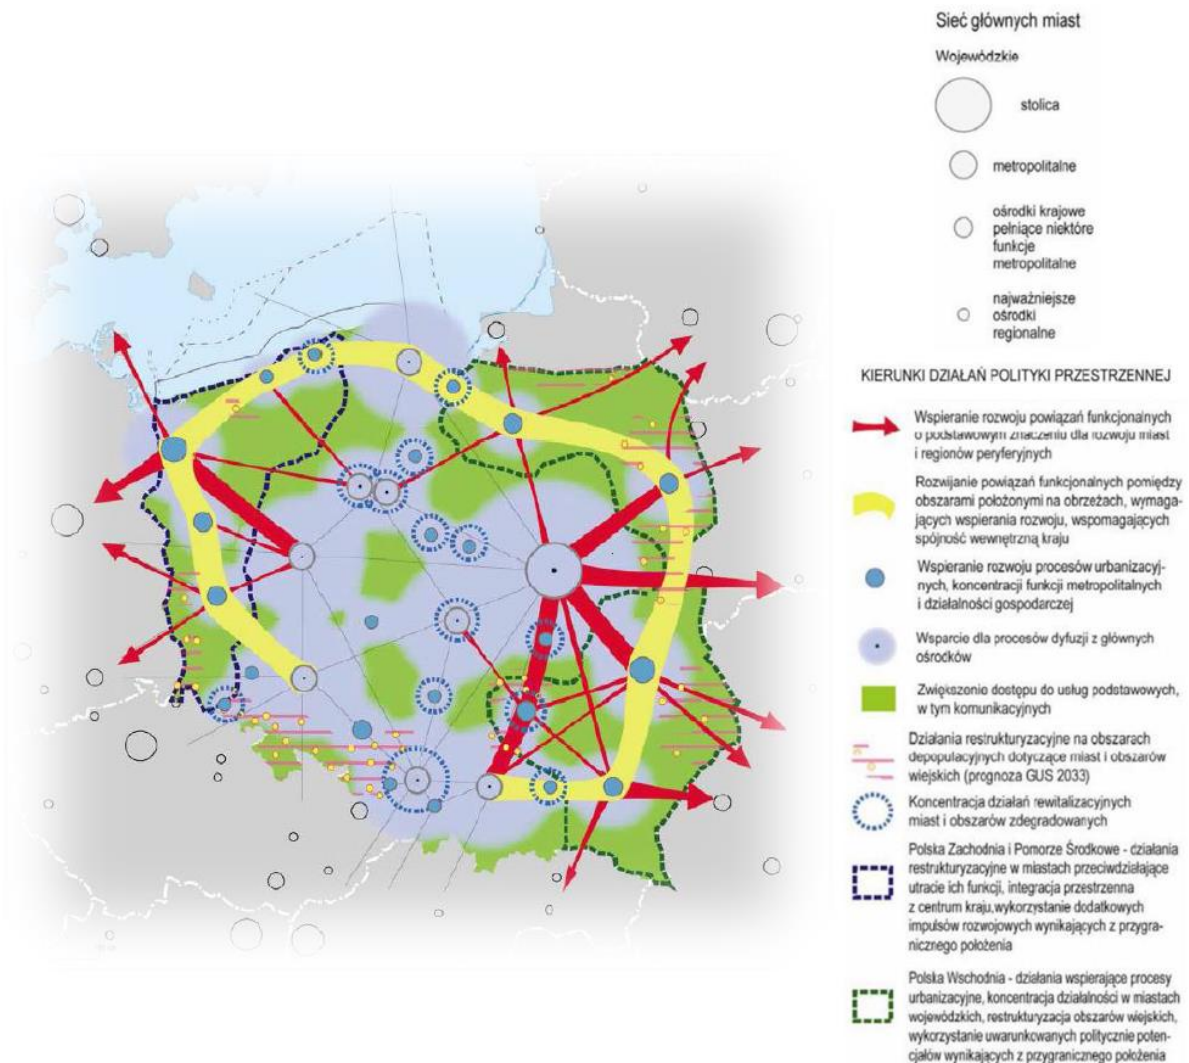 Sieć głównych miast
Wojewódzkie
stolica
metropolitalne
ośrodki krajowe
pełniące niektóre
funkcje
metropolitalne
najważniejsze
ośrodki
regionalne
KIERUNKI DZIAŁAŃ POLITYKI PRZESTRZENNEJ
Wspieranie rozwoju powiązań funkcjonalnych
o podstawowym znaczeniu dla rozwoju miast
i regionów peryferyjnych
Rozwijanie powiązań funkcjonalnych pomiędzy
obszarami położonymi na obrzeżach, wymaga-
jących wspierania rozwoju, wspomagających
spójność wewnętrzną kraju
Wspieranie rozwoju procesów urbanizacyj-
nych, koncentracji funkcji metropolitalnych
i działalności gospodarczej
Wsparcie dla procesów dyfuzji z głównych
ośrodków
Zwiększenie dostępu do usług podstawowych,
w tym komunikacyjnych
Działania restrukturyzacyjne na obszarach
depopulacyjnych dotyczące miast i obszarów
wiejskich (prognoza GUS 2033)
Koncentracja działań rewitalizacyjnych
miast i obszarów zdegradowanych
Polska Zachodnia i Pomorze Środkowe - działania
restrukturyzacyjne w miastach przeciwdziałające
utracie ich funkcji, integracja przestrzenna
z centrum kraju,wykorzystanie dodatkowych
impulsów rozwojowych wynikających z przygra-
nicznego położenia
Polska Wschodnia - działania wspierające procesy
urbanizacyjne, koncentracja działalności w miastach
wojewódzkich, restrukturyzacja obszarów wiejskich,
wykorzystanie uwarunkowanych politycznie poten-
cjałów wynikających z przygranicznego położenia